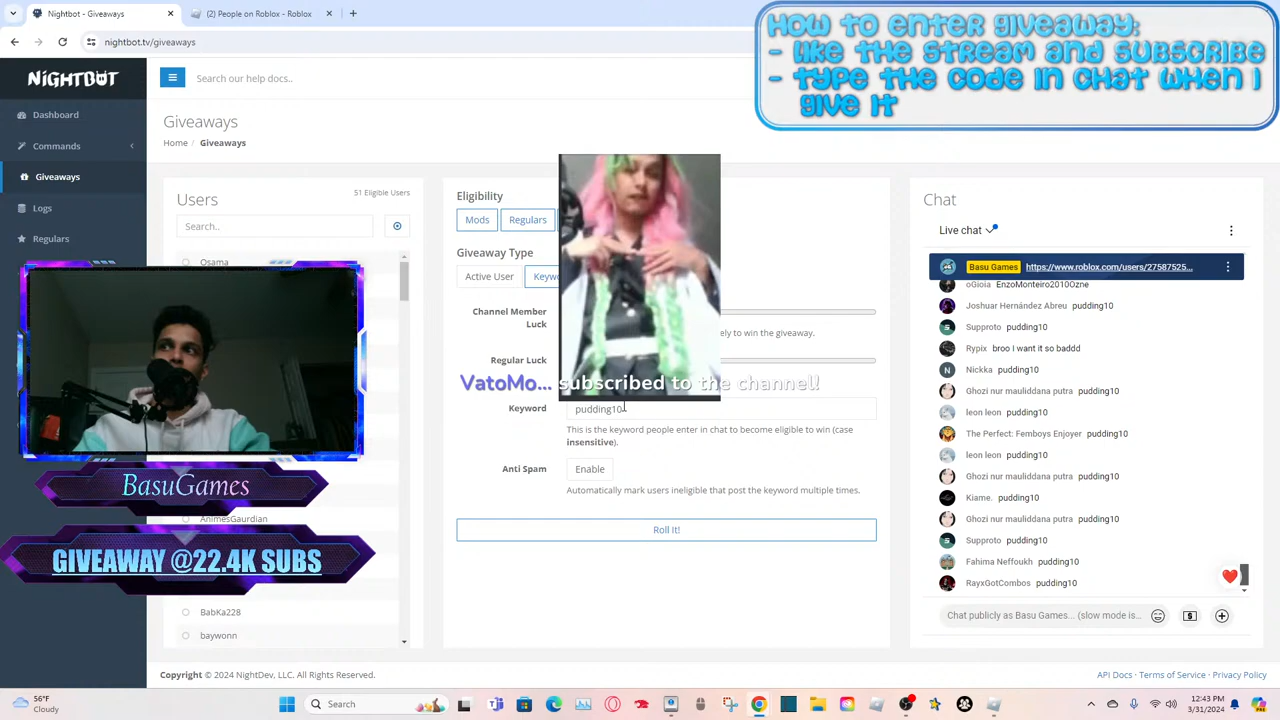 Nightbot - Giveaways
(2) People on Roblox - Roblox
nightbot.tv/giveaways
HOW TO ENTER GIVEAWAY:
- LIKE THE STREAM AND SUBSCRIBE
- TYPE THE CODE IN CHAT WHEN I
GIVE IT
NIGHTBOT
Search our help docs..
Dashboard
Commands
Giveaways
Logs
Regulars
Giveaways
Home / Giveaways
Users
51 Eligible Users
Search..
Osama
AnimesGaurdian
BabKa228
baywonn
BasuGames
GIVEAWAY @22.4K SUBS
Eligibility
Mods
Regulars
Giveaway Type
Active User
Keywo
Channel Member
Luck
ely to win the giveaway.
Regular Luck
VatoMo... subscribed to the channel!
Keyword
pudding10
This is the keyword people enter in chat to become eligible to win (case
insensitive).
Anti Spam
Enable
Automatically mark users ineligible that post the keyword multiple times.
Roll It!
Chat
Live chat
Basu Games https://www.roblox.com/users/27587525...
oGioia EnzoMonteiro2010Ozne
Joshuar Hernández Abreu pudding10
Supproto pudding10
Rypix broo I want it so baddd
N Nickka pudding10
Ghozi nur mauliddana putra pudding10
leon leon pudding10
The Perfect: Femboys Enjoyer pudding10
leon leon pudding10
Ghozi nur mauliddana putra pudding10
Kiame. pudding10
Ghozi nur mauliddana putra pudding10
Supproto pudding10
Fahima Neffoukh pudding10
RayxGotCombos pudding10
Chat publicly as Basu Games... (slow mode is...
Copyright © 2024 NightDev, LLC. All Rights Reserved.
API Docs - Terms of Service - Privacy Policy
56°F
Cloudy
Search
12:43 PM
3/31/2024